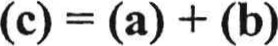 (c) = (a) + (b)